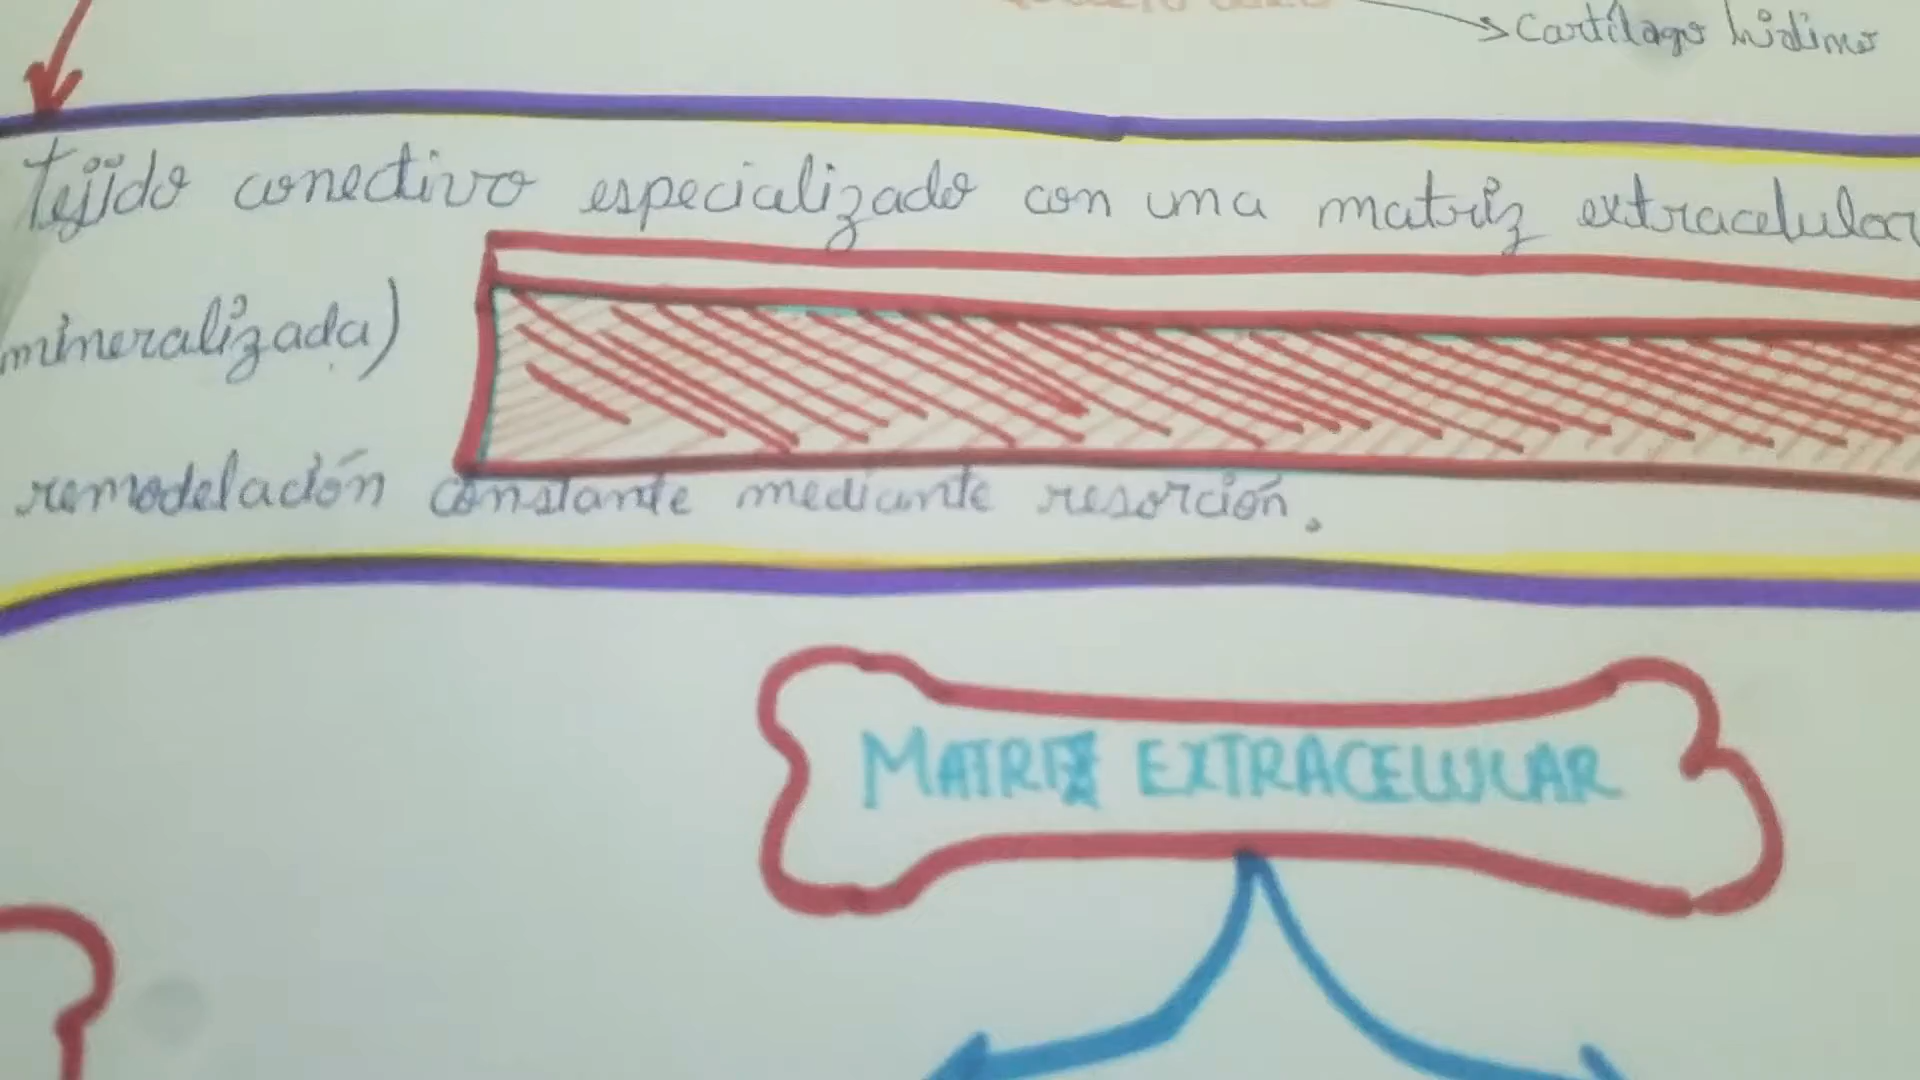 → Cartílago hialino
Tejido conectivo especializado con una matriz extracelular
mineralizada)
remodelación constante mediante resorción.
MATRIZ EXTRACELULAR